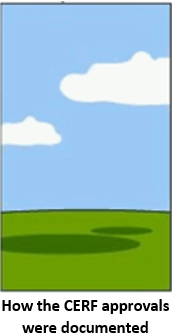 How the CERF approvals
were documented